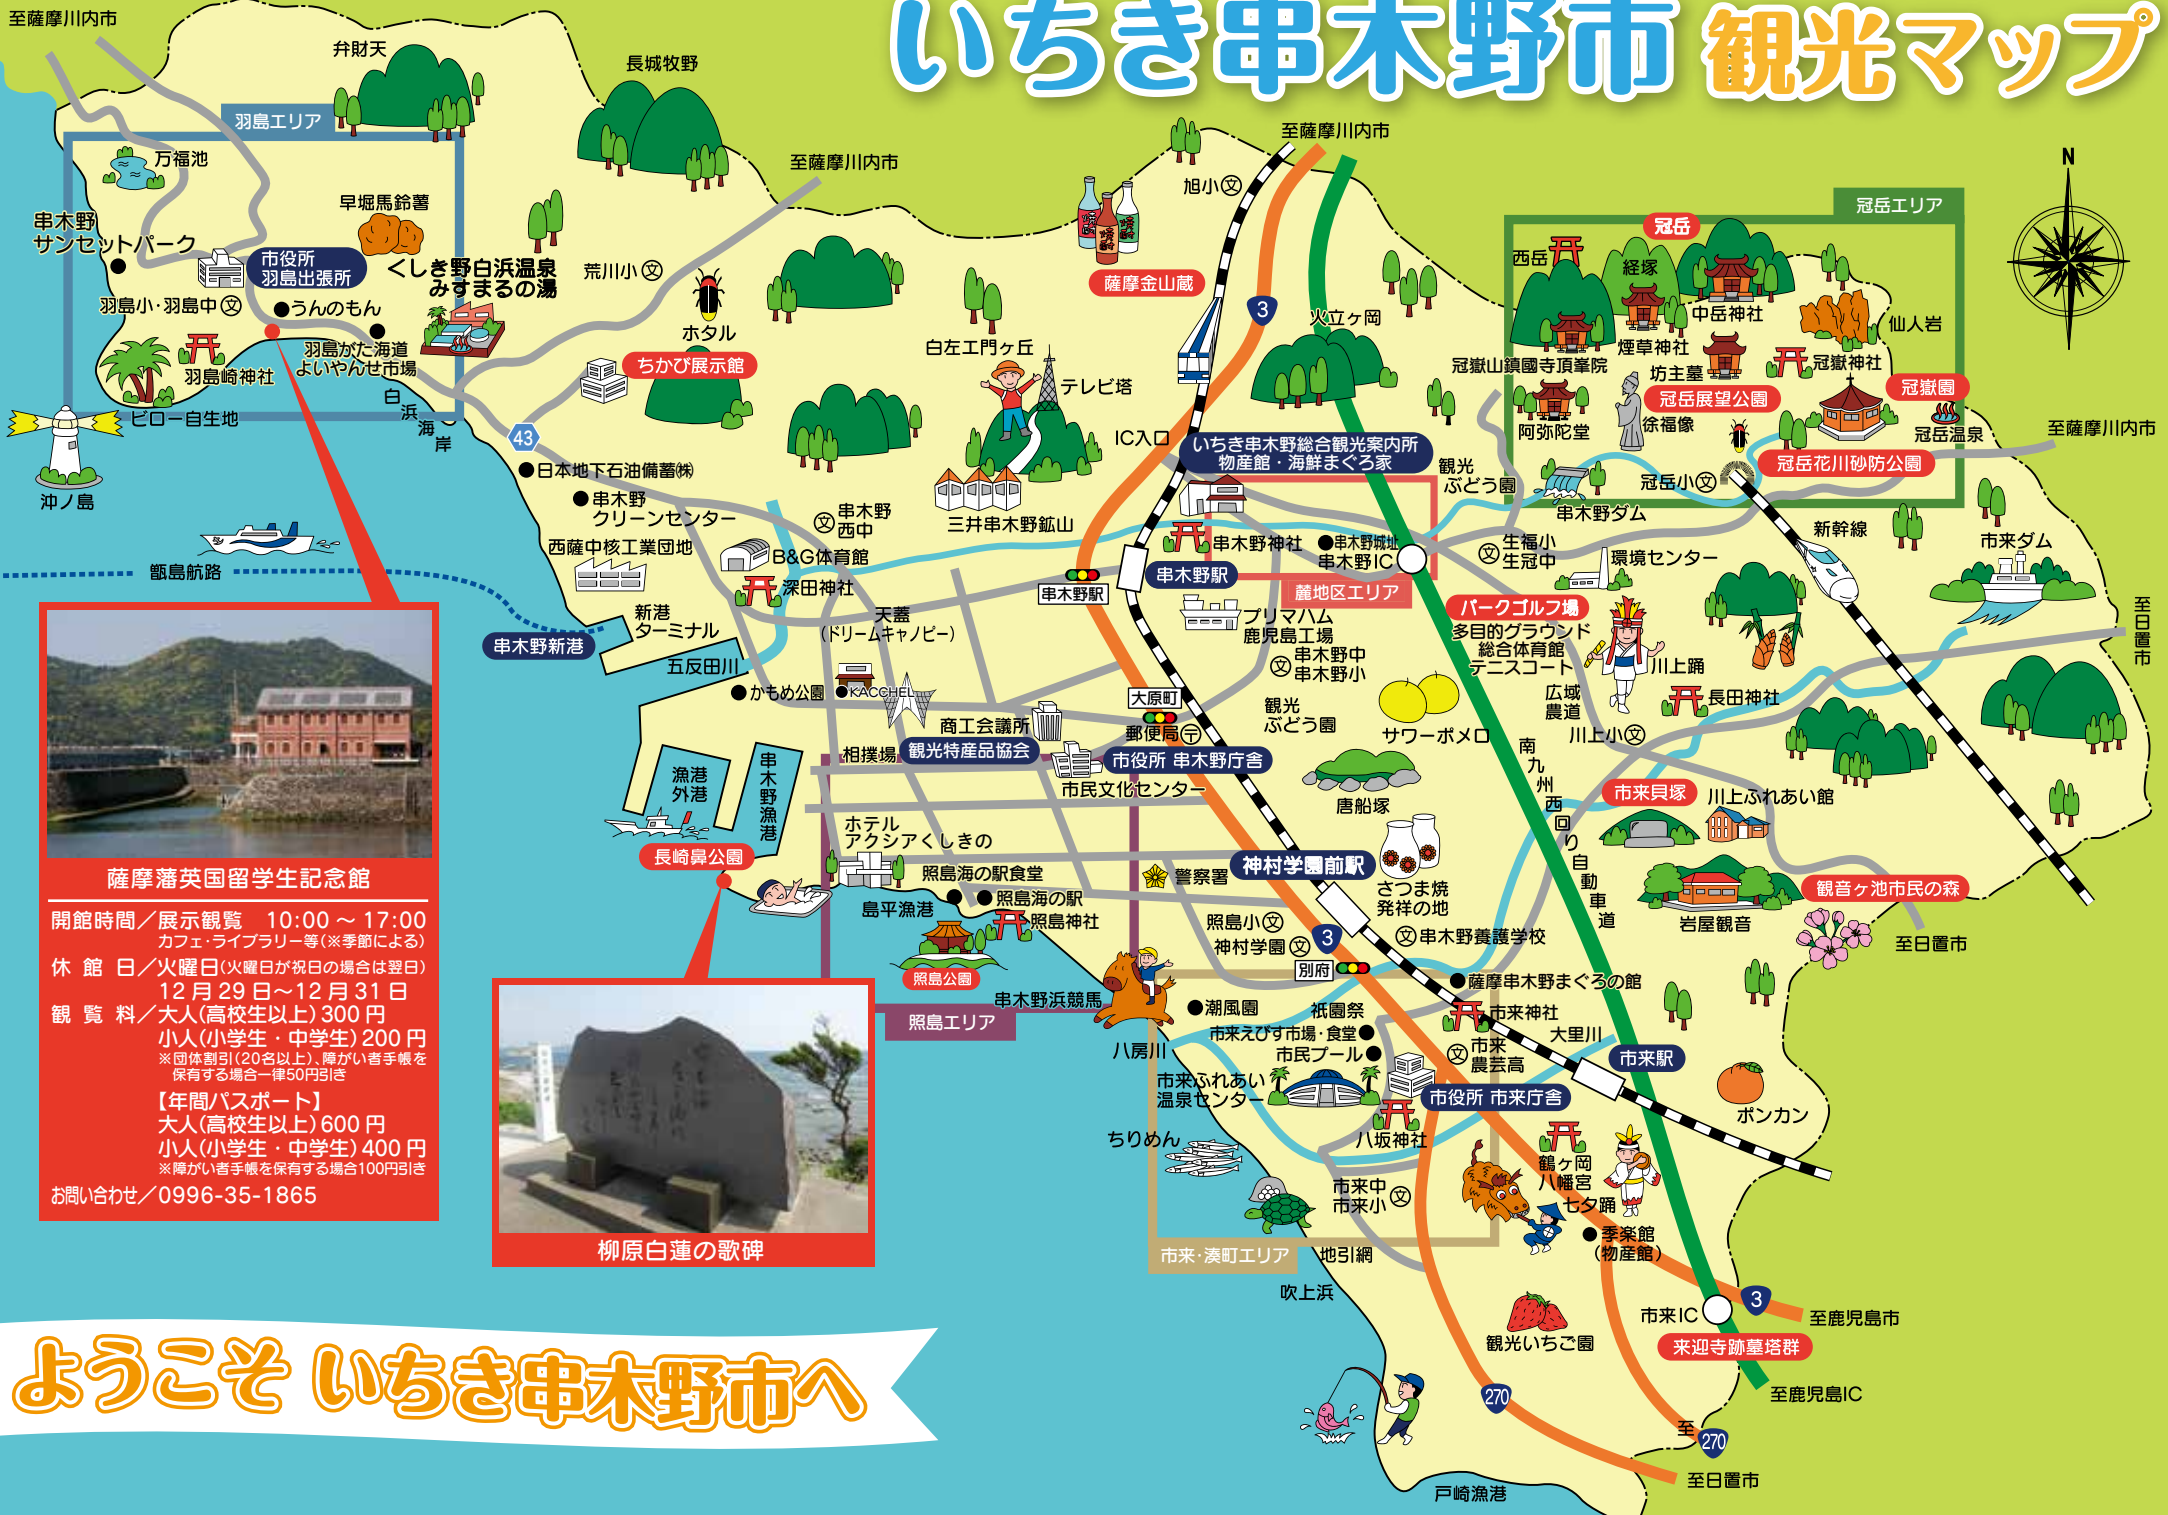 いちき串木野市 観光マップ
至薩摩川内市
弁財天
長城牧野
至薩摩川内市
至薩摩川内市
羽島エリア
万福池
早堀馬鈴薯
串木野
サンセットパーク
市役所
羽島出張所
くしき野白浜温泉
みすまるの湯
荒川小 文
羽島小・羽島中 文
うんのもん
ホタル
羽島がた海道
よいやんせ市場
羽島崎神社
ちかび展示館
ビロー自生地
白浜海岸
沖ノ島
43
日本地下石油備蓄㈱
串木野
クリーンセンター
文 串木野
西中
西薩中核工業団地
B&G体育館
深田神社
甑島航路
新港
ターミナル
串木野新港
五反田川
天蓋
(ドリームキャノピー)
かもめ公園
KACCHEL
旭小 文
薩摩金山蔵
3
火立ヶ岡
白左エ門ヶ丘
テレビ塔
IC入口
いちき串木野総合観光案内所
物産館・海鮮まぐろ家
観光
ぶどう園
三井串木野鉱山
串木野神社
串木野城址
串木野IC
串木野駅
串木野駅
麓地区エリア
プリマハム
鹿児島工場
文 串木野中
串木野小
冠岳エリア
N
冠岳
西岳
経塚
中岳神社
仙人岩
煙草神社
冠嶽山鎮國寺頂峯院
坊主墓
冠嶽神社
冠岳展望公園
冠嶽園
阿弥陀堂
徐福像
冠岳温泉
至薩摩川内市
冠岳花川砂防公園
冠岳小 文
串木野ダム
新幹線
文 生福小
生冠中
環境センター
市来ダム
至日置市
パークゴルフ場
多目的グラウンド
総合体育館
テニスコート
川上踊
広域
農道
長田神社
川上小 文
大原町
郵便局 〒
観光
ぶどう園
サワーポメロ
商工会議所
相撲場
観光特産品協会
市役所 串木野庁舎
市民文化センター
南九州西回り自動車道
唐船塚
市来貝塚
川上ふれあい館
漁港
外港
串木野漁港
長崎鼻公園
ホテル
アクシアくしきの
照島海の駅食堂
照島海の駅
島平漁港
照島神社
照島公園
警察署
神村学園前駅
さつま焼
発祥の地
観音ヶ池市民の森
岩屋観音
至日置市
照島小 文
神村学園 文
3
文 串木野養護学校
別府
薩摩串木野まぐろの館
串木野浜競馬
照島エリア
潮風園
祇園祭
市来えびす市場・食堂
市民プール
市来神社
大里川
文 市来
農芸高
市来駅
八房川
市来ふれあい
温泉センター
市役所 市来庁舎
ポンカン
ちりめん
八坂神社
鶴ヶ岡
八幡宮
七夕踊
市来中
市来小 文
季楽館
(物産館)
市来・湊町エリア
地引網
吹上浜
市来IC
3
至鹿児島市
来迎寺跡墓塔群
至鹿児島IC
観光いちご園
270
至
270
至日置市
戸崎漁港
薩摩藩英国留学生記念館
開館時間／展示観覧 10:00～17:00
カフェ・ライブラリー等(※季節による)
休館日／火曜日(火曜日が祝日の場合は翌日)
12月29日～12月31日
観覧料／大人(高校生以上)300円
小人(小学生・中学生)200円
※団体割引(20名以上)、障がい者手帳を
保有する場合一律50円引き
【年間パスポート】
大人(高校生以上)600円
小人(小学生・中学生)400円
※障がい者手帳を保有する場合100円引き
お問い合わせ／0996-35-1865
柳原白蓮の歌碑
ようこそ いちき串木野市へ